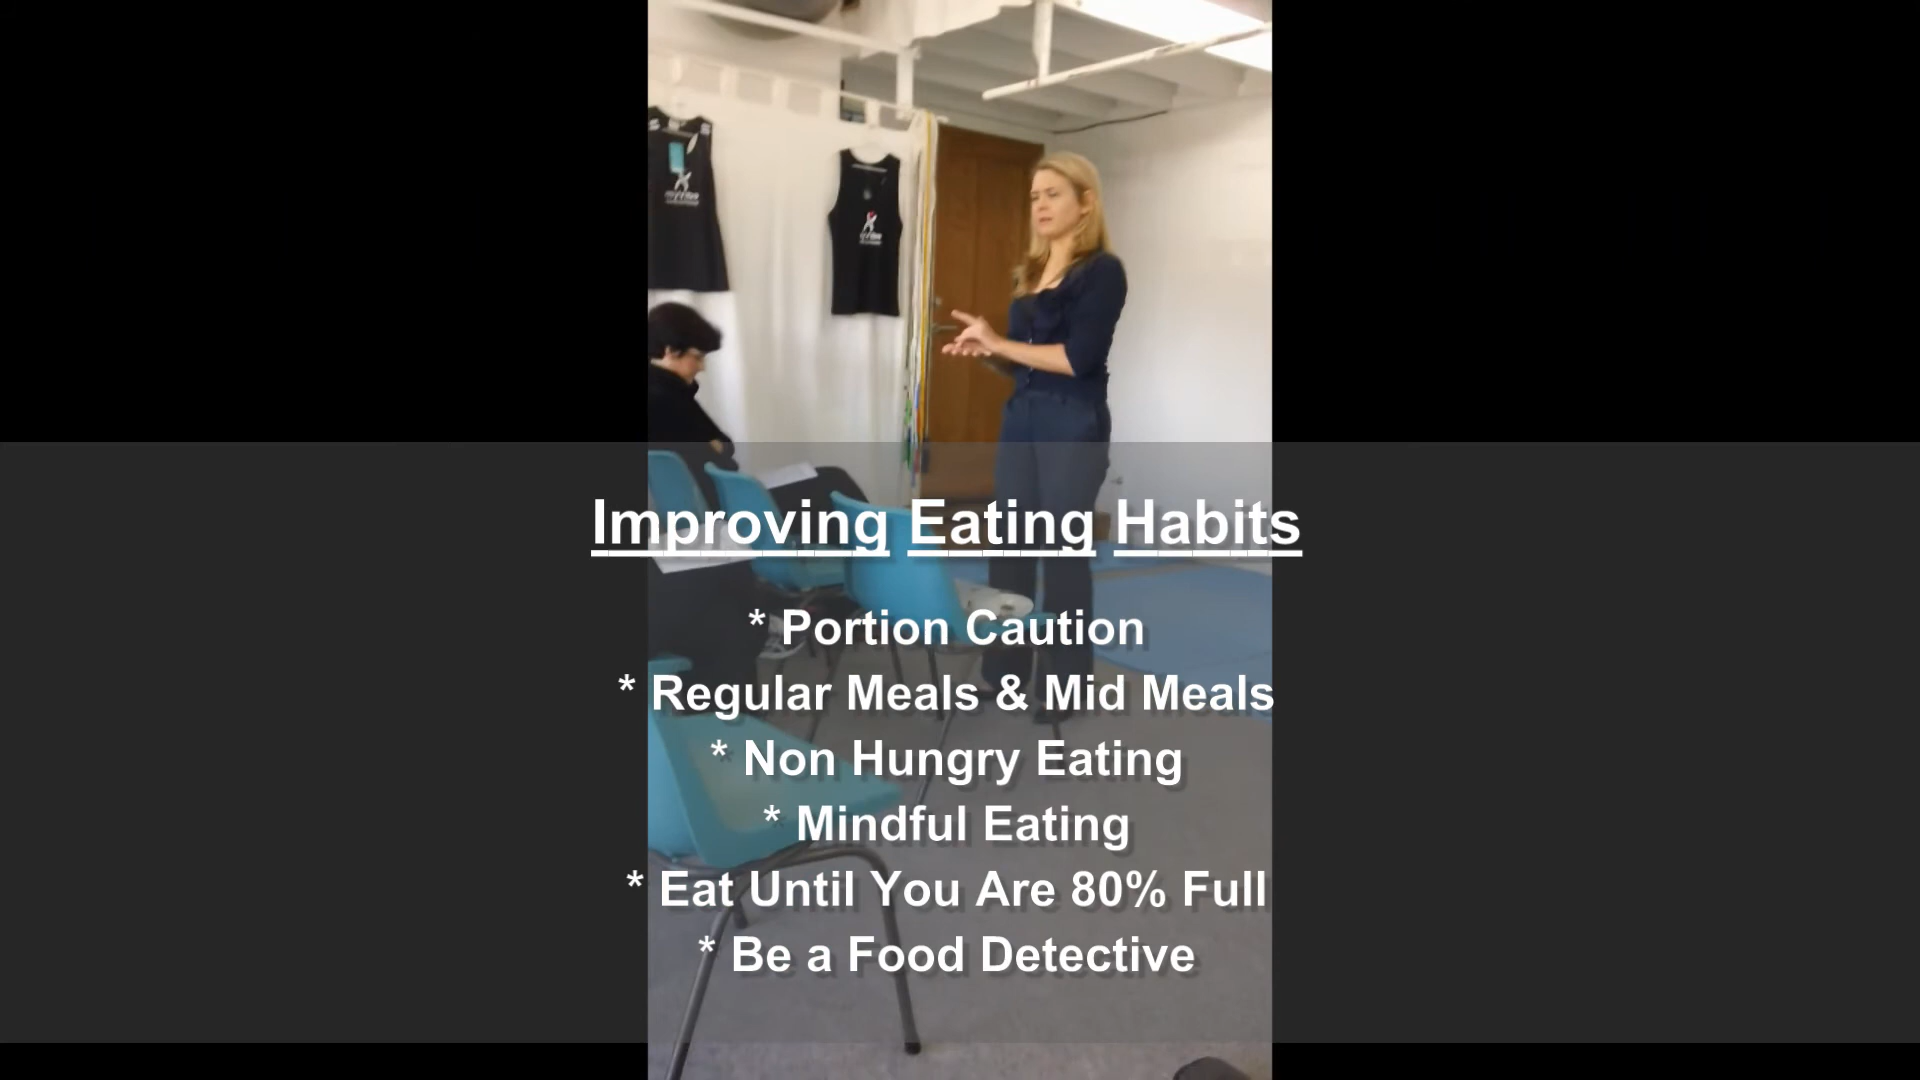 Improving Eating Habits
* Portion Caution
* Regular Meals & Mid Meals
* Non Hungry Eating
* Mindful Eating
* Eat Until You Are 80% Full
* Be a Food Detective